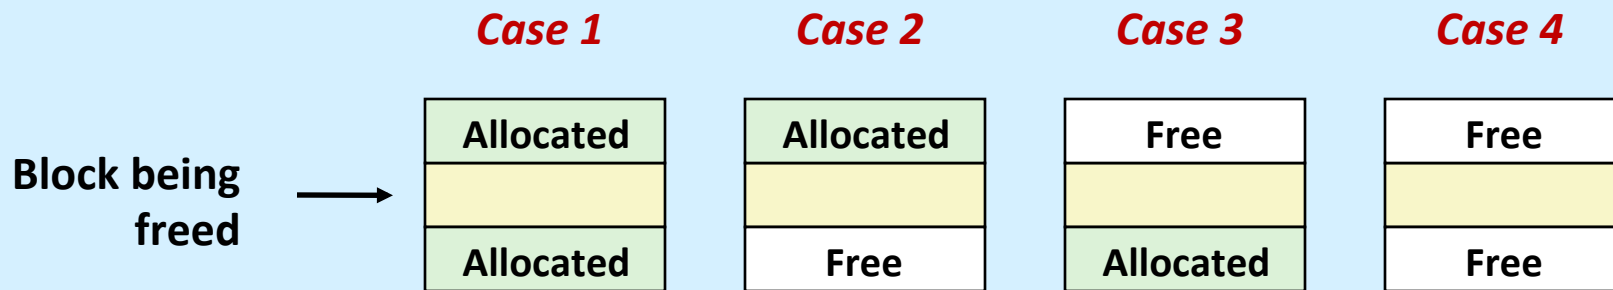 Case 1 Case 2 Case 3 Case 4
Allocated Allocated Free Free
Block being
freed
Allocated Free Allocated Free